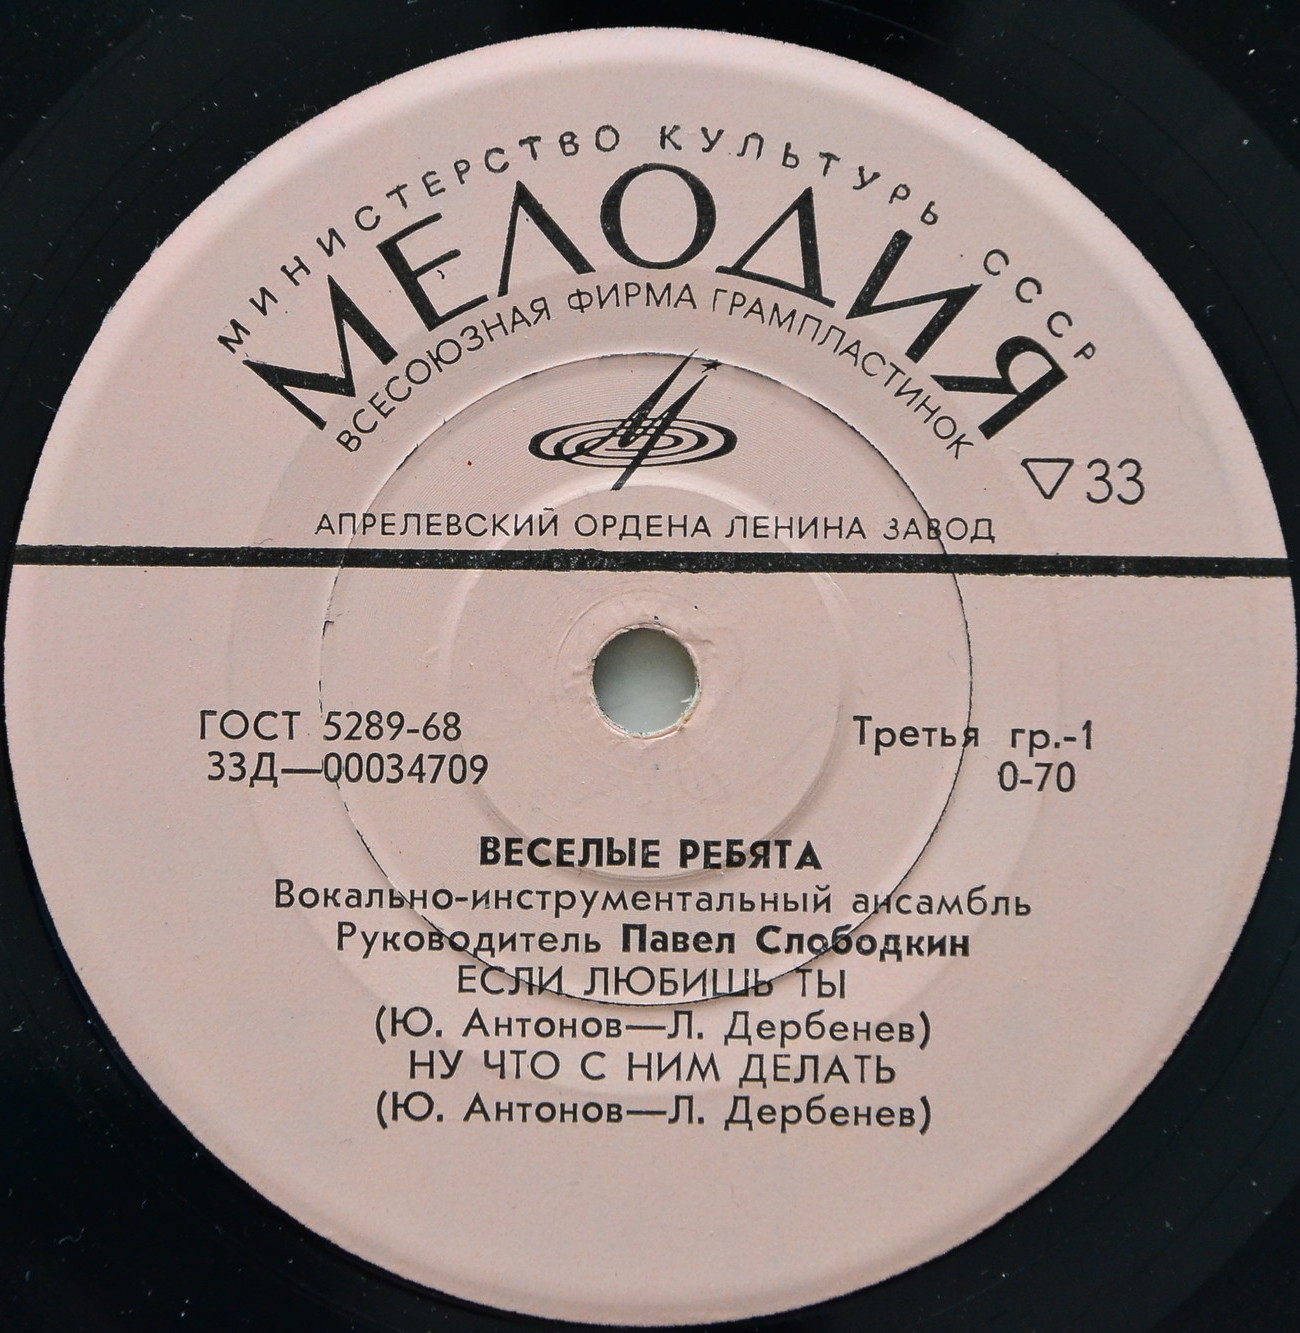 МИНИСТЕРСТВО КУЛЬТУРЬ СССР
МЕЛОДИЯ
ВСЕСОЮЗНАЯ ФИРМА ГРАМПЛАСТИНОК
▽33
АПРЕЛЕВСКИЙ ОРДЕНА ЛЕНИНА ЗАВОД
ГОСТ 5289-68
Третья гр.-1
33Д—00034709
0-70
ВЕСЕЛЫЕ РЕБЯТА
Вокально-инструментальный ансамбль
Руководитель Павел Слободкин
ЕСЛИ ЛЮБИШЬ ТЫ
(Ю. Антонов—Л. Дербенев)
НУ ЧТО С НИМ ДЕЛАТЬ
(Ю. Антонов—Л. Дербенев)